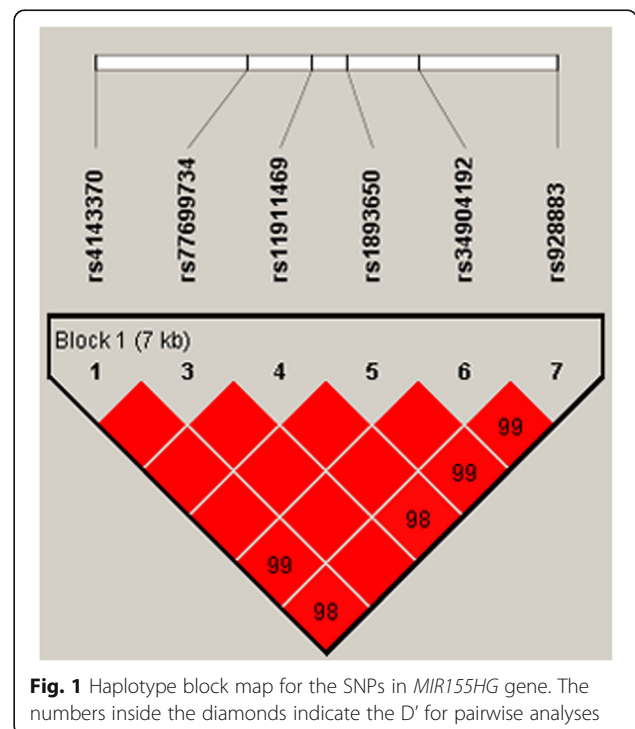 rs4143370
rs77699734
rs11911469
rs1893650
rs34904192
rs928883
Block 1 (7 kb)
1 3 4 5 6 7
99
99
98
99
98
Fig. 1 Haplotype block map for the SNPs in MIR155HG gene. The
numbers inside the diamonds indicate the D' for pairwise analyses